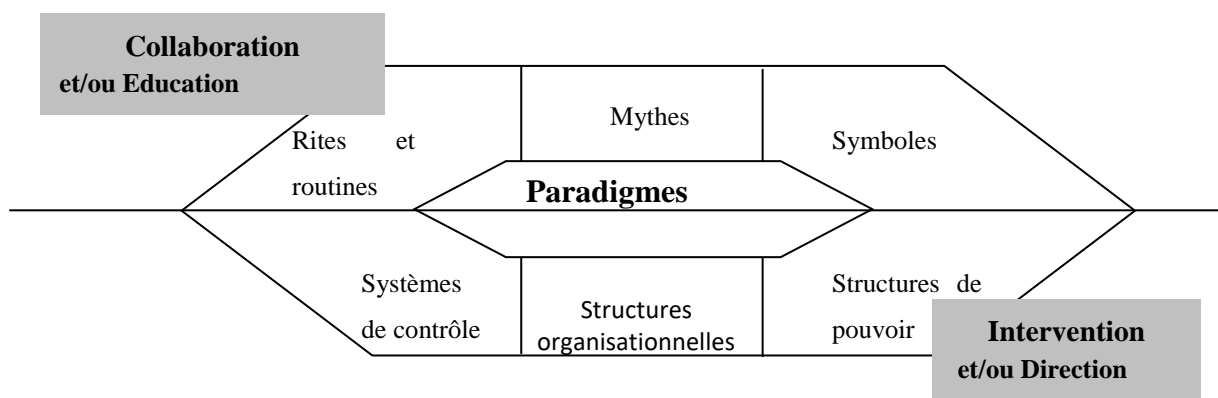 Collaboration
et/ou Education
Mythes
Rites et
routines
Symboles
Paradigmes
Systèmes
de contrôle
Structures
organisationnelles
Structures de
pouvoir
Intervention
et/ou Direction